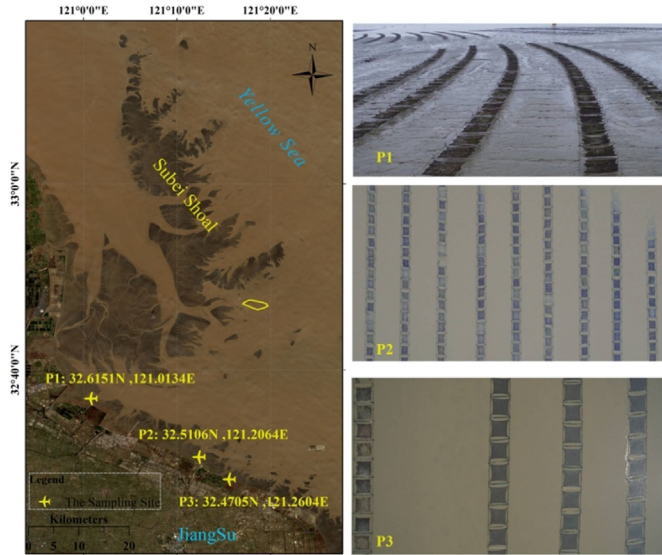 121°0'0"E 121°10'0"E 121°20'0"E
N
Yellow Sea
Subei Shoal
33°0'0"N
32°40'0"N
P1: 32.6151N ,121.0134E
P2: 32.5106N ,121.2064E
P3: 32.4705N ,121.2604E
Legend
The Sampling Site
Kilometers
0 5 10 20
JiangSu
P1
P2
P3